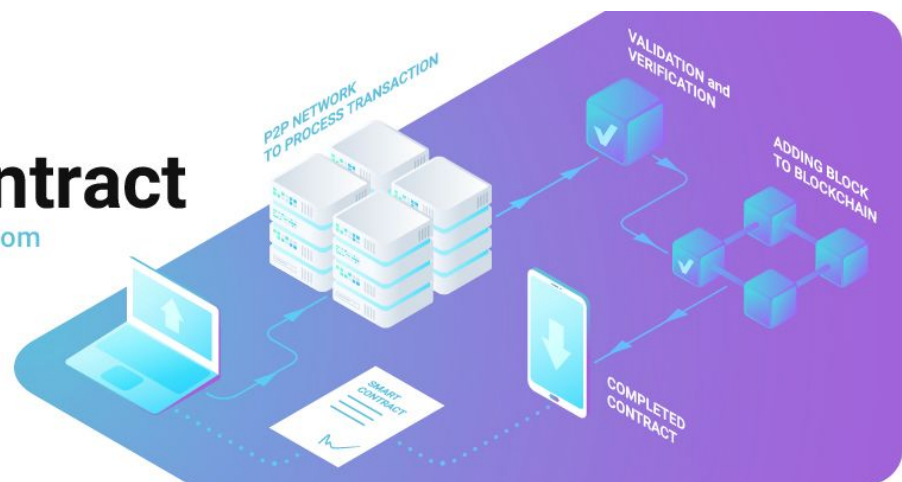 ntract
om
P2P NETWORK
TO PROCESS TRANSACTION
VALIDATION and
VERIFICATION
ADDING BLOCK
TO BLOCKCHAIN
SMART
CONTRACT
COMPLETED
CONTRACT